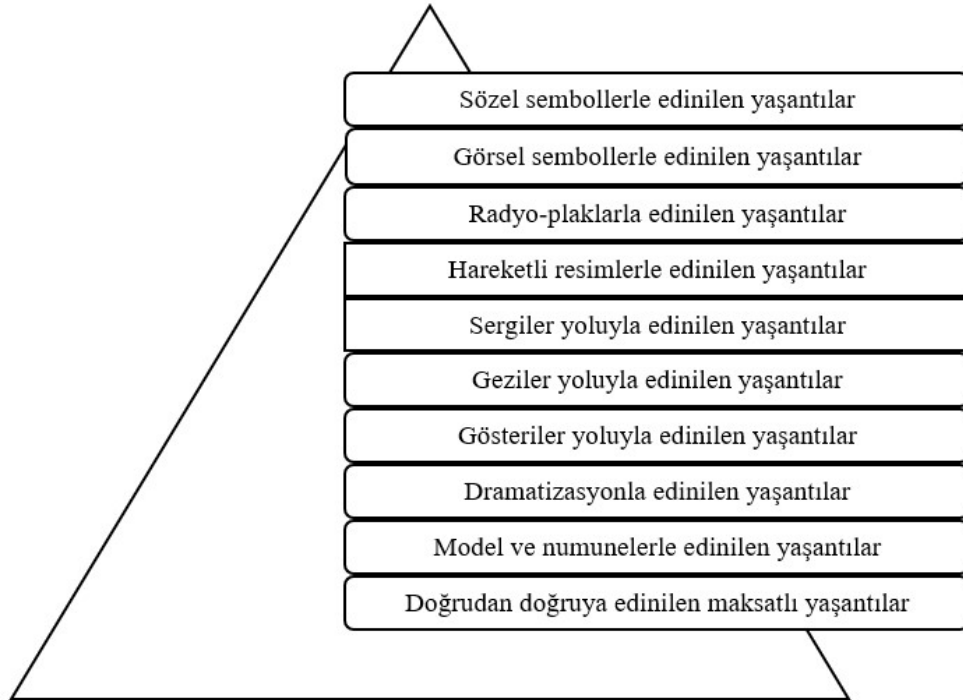 Sözel sembollerle edinilen yaşantılar
Görsel sembollerle edinilen yaşantılar
Radyo-plaklarla edinilen yaşantılar
Hareketli resimlerle edinilen yaşantılar
Sergiler yoluyla edinilen yaşantılar
Geziler yoluyla edinilen yaşantılar
Gösteriler yoluyla edinilen yaşantılar
Dramatizasyonla edinilen yaşantılar
Model ve numunelerle edinilen yaşantılar
Doğrudan doğruya edinilen maksatlı yaşantılar